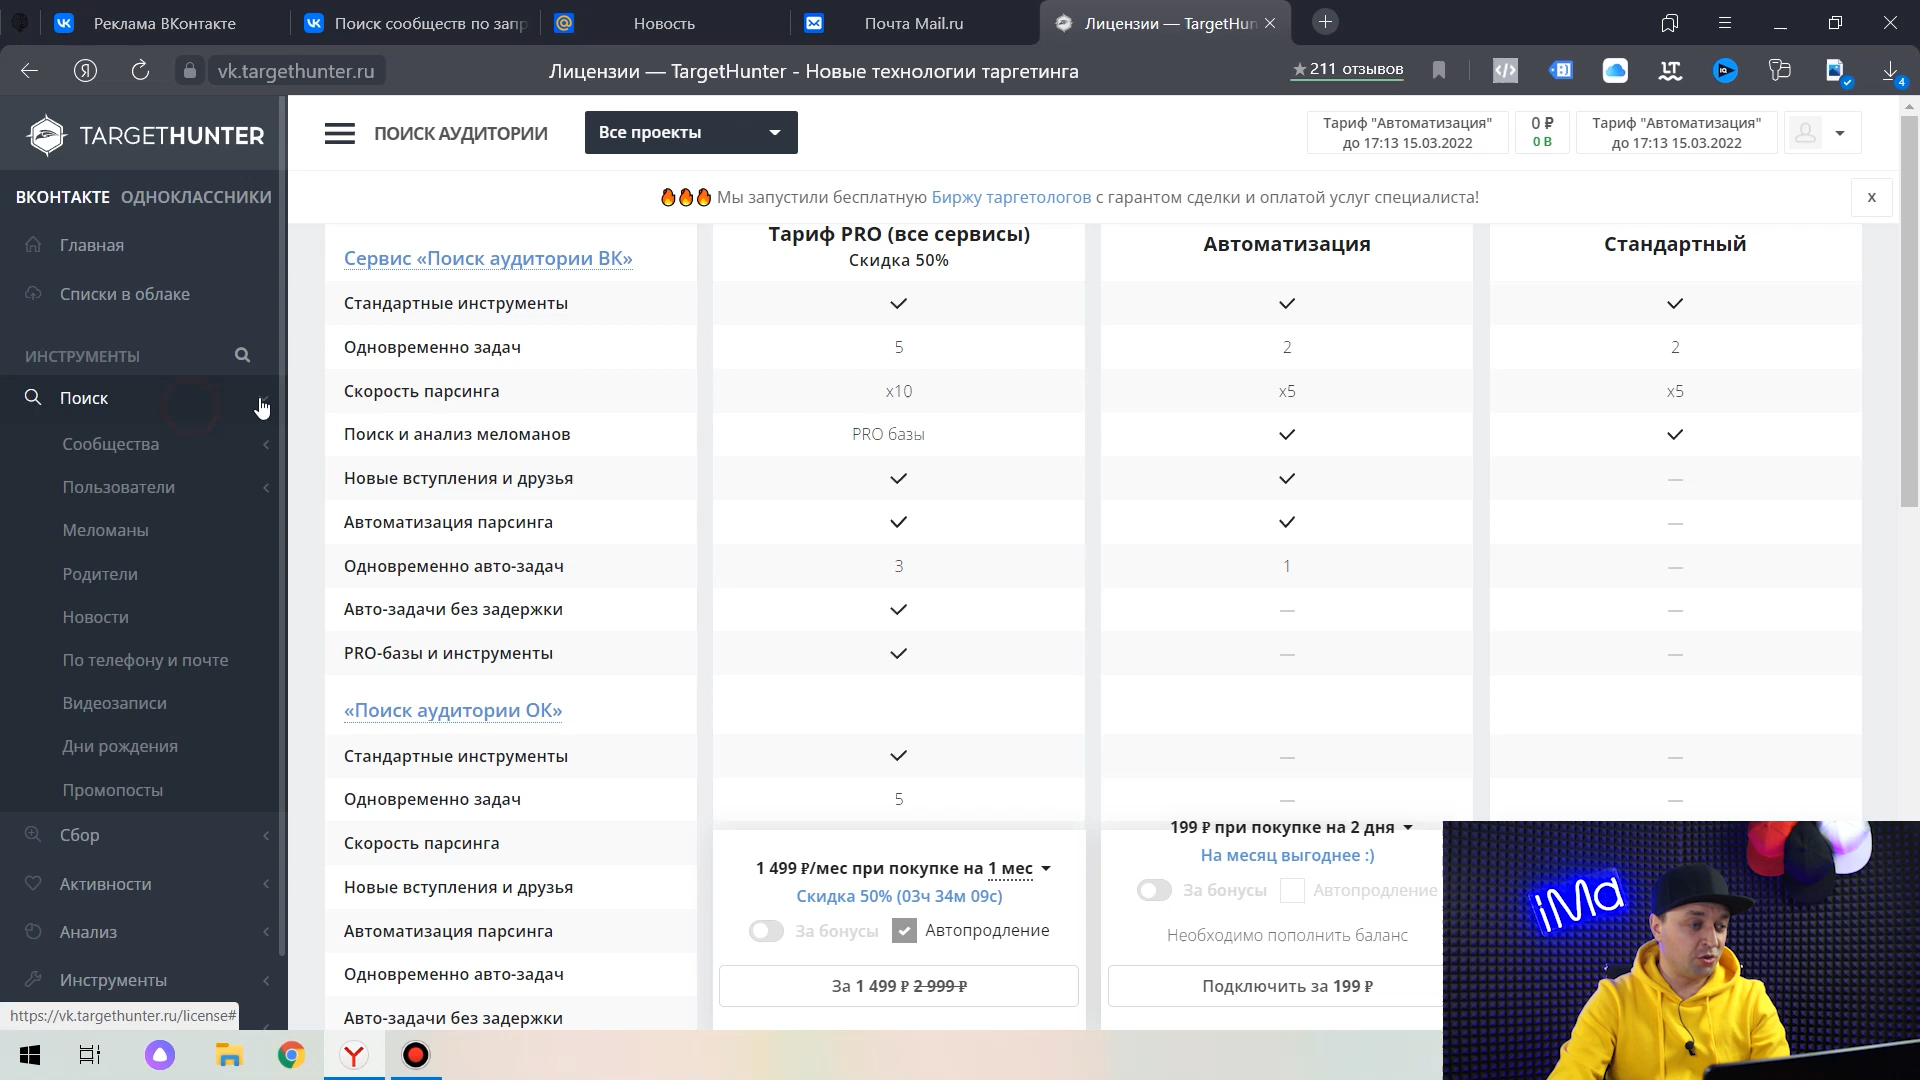 Реклама ВКонтакте
Поиск сообществ по запр
Новость
Почта Mail.ru
Лицензии — TargetHun
vk.targethunter.ru
Лицензии — TargetHunter - Новые технологии таргетинга
★211 отзывов
4
TARGETHUNTER
ПОИСК АУДИТОРИИ
Все проекты
Тариф "Автоматизация"
до 17:13 15.03.2022
0 ₽
0 B
Тариф "Автоматизация"
до 17:13 15.03.2022
ВКОНТАКТЕ ОДНОКЛАССНИКИ
Мы запустили бесплатную Биржу таргетологов с гарантом сделки и оплатой услуг специалиста!
x
Главная
Списки в облаке
ИНСТРУМЕНТЫ
Поиск
Сообщества
Пользователи
Меломаны
Родители
Новости
По телефону и почте
Видеозаписи
Дни рождения
Промопосты
Сбор
Активности
Анализ
Инструменты
https://vk.targethunter.ru/license#
Сервис «Поиск аудитории ВК»
Тариф PRO (все сервисы)
Скидка 50%
Автоматизация
Стандартный
Стандартные инструменты
Одновременно задач 5 2 2
Скорость парсинга x10 x5 x5
Поиск и анализ меломанов PRO базы
Новые вступления и друзья —
Автоматизация парсинга —
Одновременно авто-задач 3 1 —
Авто-задачи без задержки — —
PRO-базы и инструменты — —
«Поиск аудитории ОК»
Стандартные инструменты — —
Одновременно задач 5 — —
Скорость парсинга
Новые вступления и друзья
Автоматизация парсинга
Одновременно авто-задач
Авто-задачи без задержки
1 499 ₽/мес при покупке на 1 мес
Скидка 50% (03ч 34м 09с)
За бонусы
Автопродление
За 1 499 ₽ 2 999 ₽
199 ₽ при покупке на 2 дня
На месяц выгоднее :)
За бонусы
Автопродление
Необходимо пополнить баланс
Подключить за 199 ₽
iMa